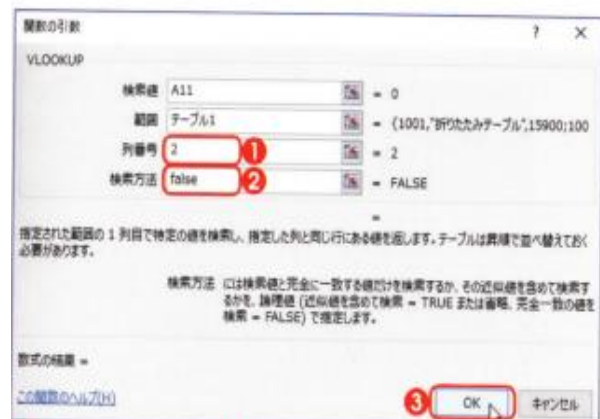 関数の引数 ? ×
VLOOKUP
検索値 A11 = 0
範囲 テーブル1 = {1001,"折りたたみテーブル",15900;100
列番号 2 1 = 2
検索方法 false 2 = FALSE
=
指定された範囲の 1 列目で特定の値を検索し、指定した列と同じ行にある値を返します。テーブルは昇順で並べ替えておく
必要があります。
検索方法 には検索値と完全に一致する値だけを検索するか、その近似値を含めて検索す
るかを、論理値 (近似値を含めて検索 = TRUE または省略、完全一致の値を
検索 = FALSE) で指定します。
数式の結果 =
この関数のヘルプ(H) 3 OK キャンセル